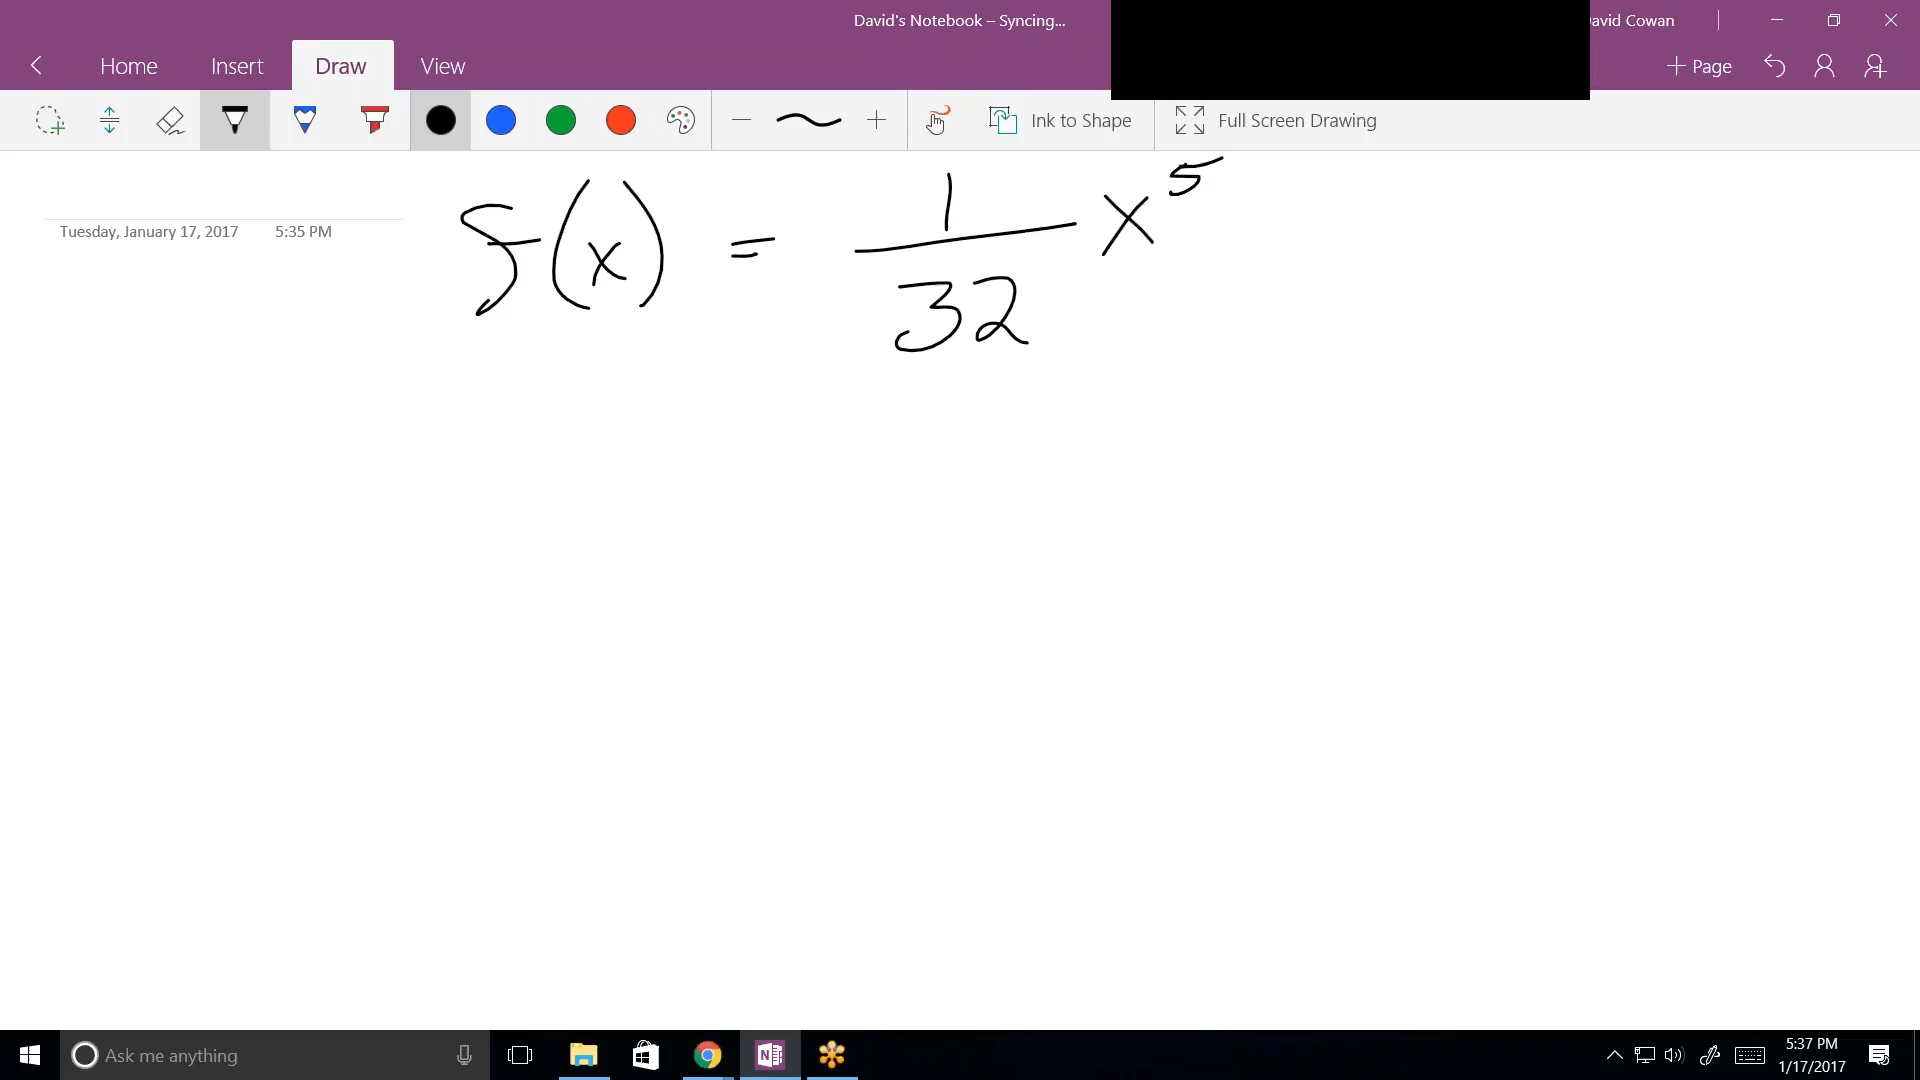 David's Notebook – Syncing...
avid Cowan
Home Insert Draw View
Page
Ink to Shape
Full Screen Drawing
f(x) = 1/32 x^5
Tuesday, January 17, 2017 5:35 PM
Ask me anything
N
5:37 PM
1/17/2017